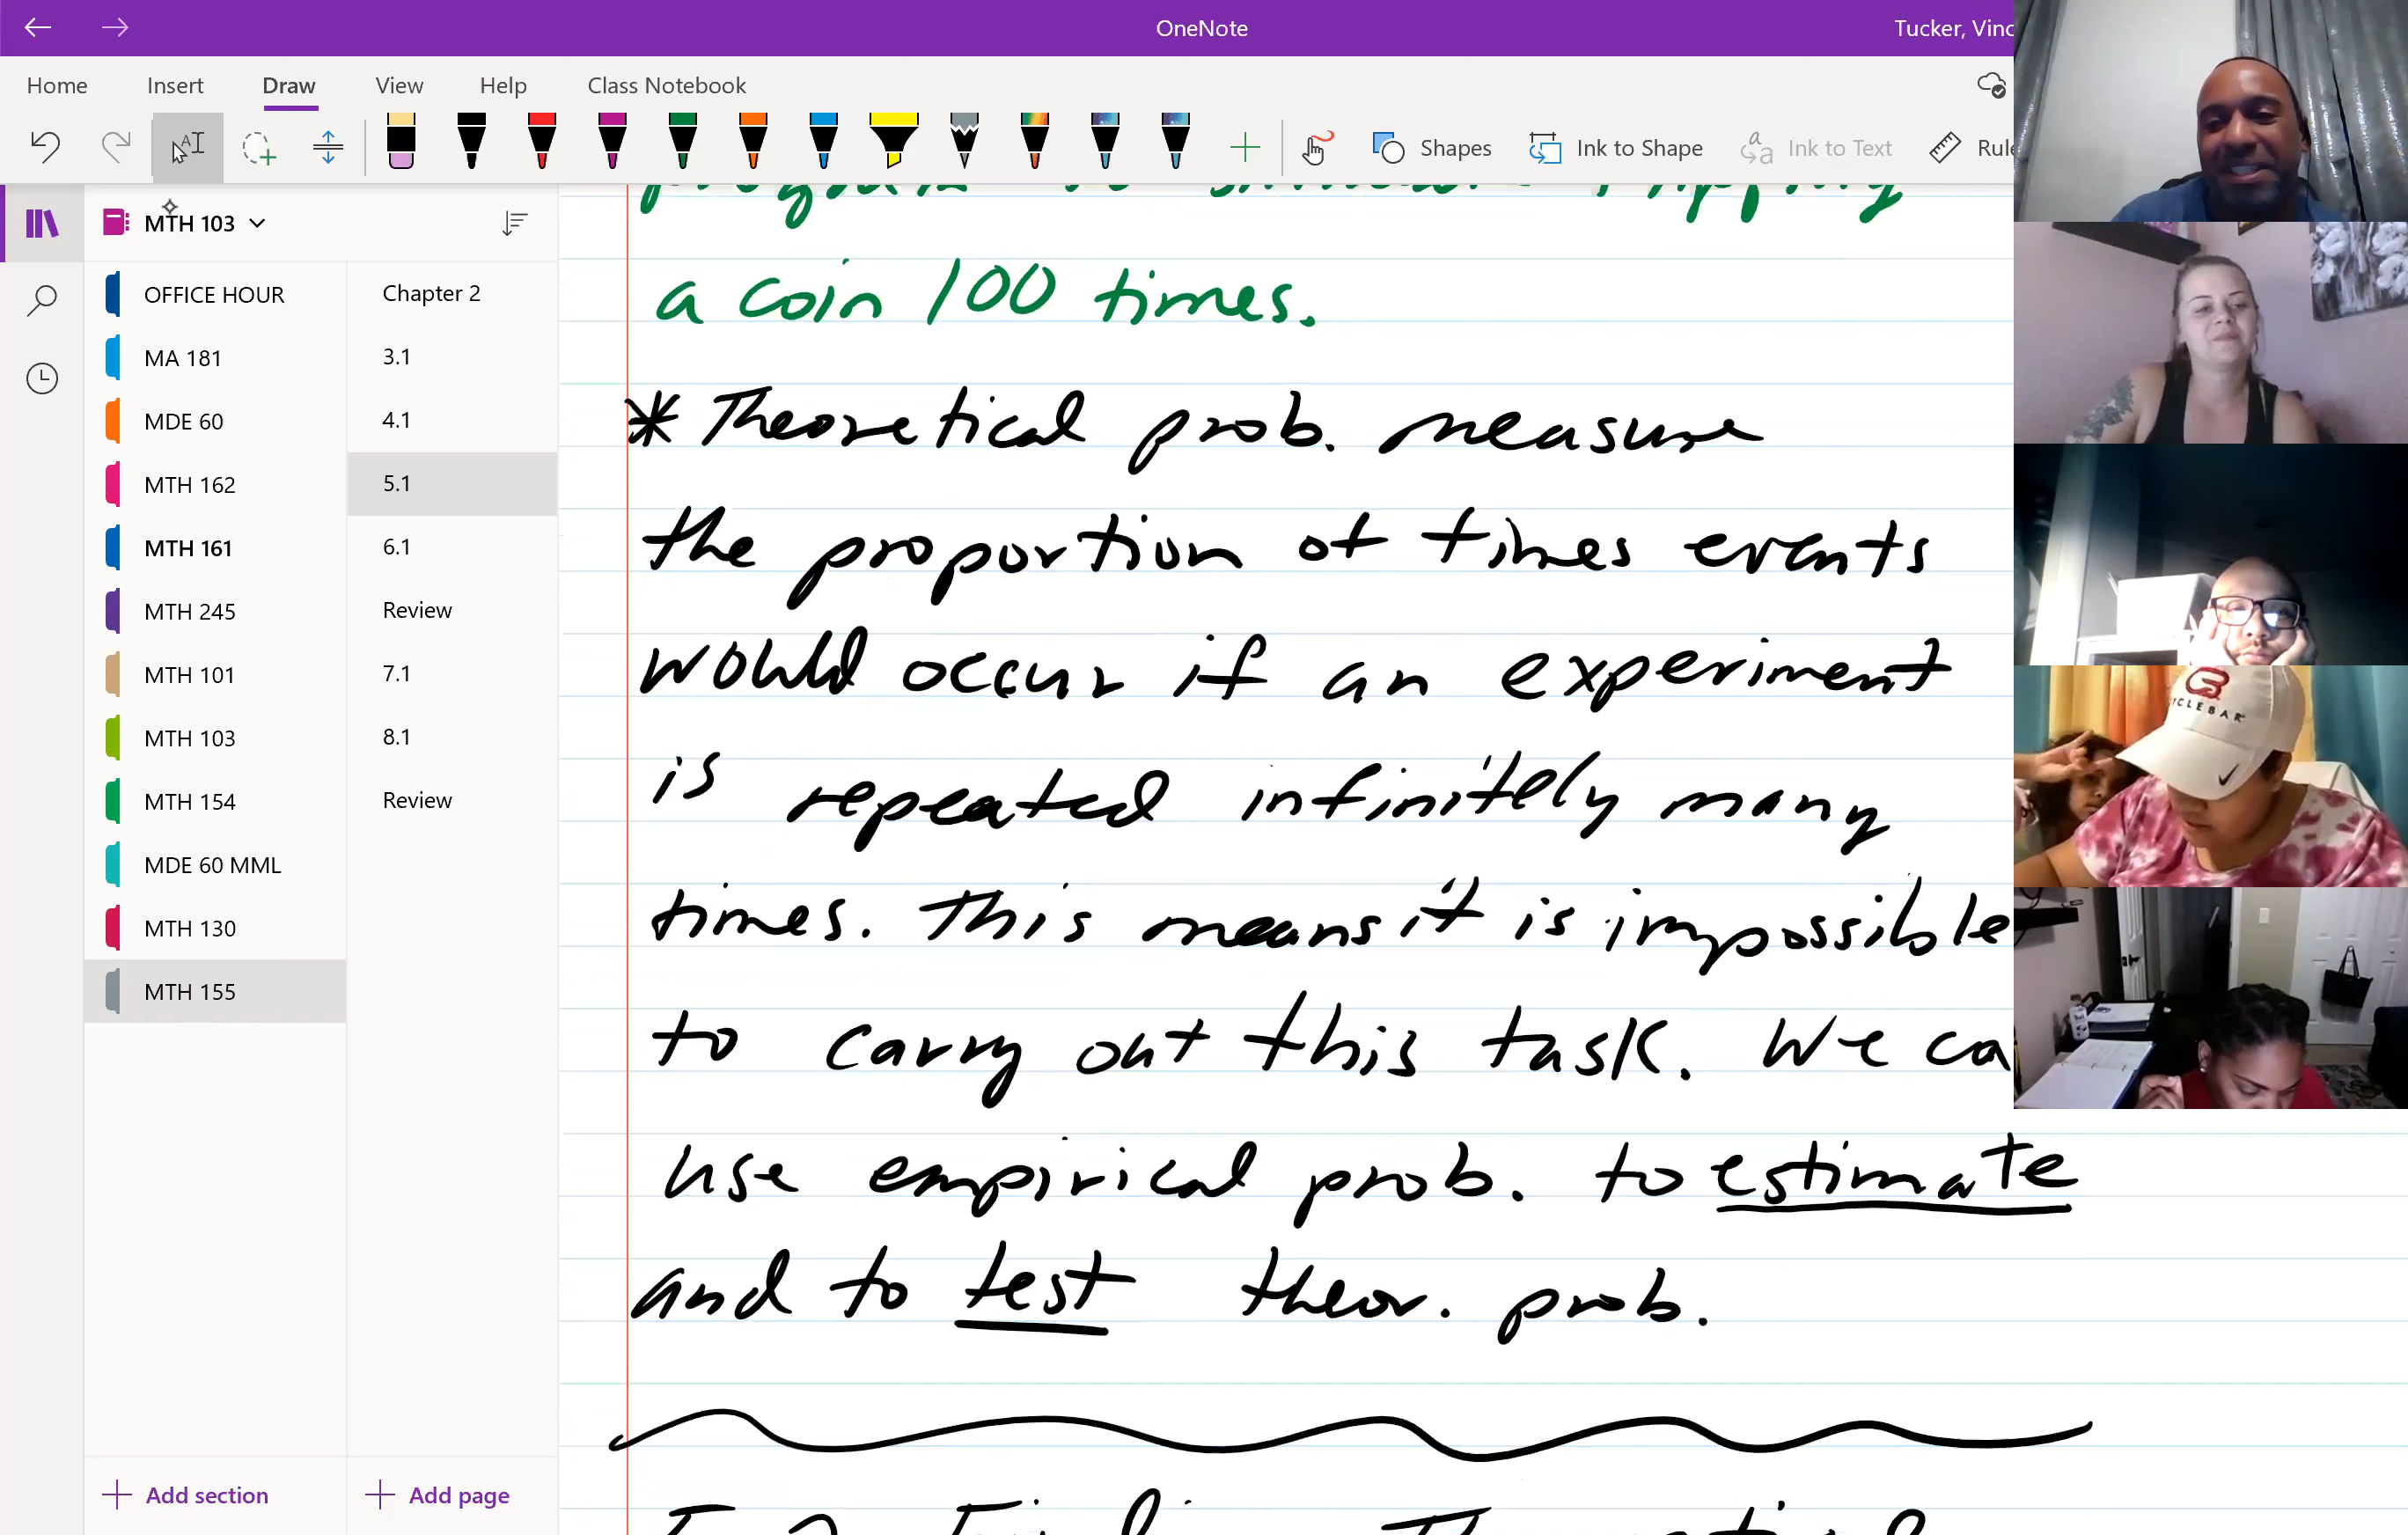 OneNote
Tucker, Vinc
Home Insert Draw View Help Class Notebook
Shapes Ink to Shape Ink to Text Rule
MTH 103
OFFICE HOUR
MA 181
MDE 60
MTH 162
MTH 161
MTH 245
MTH 101
MTH 103
MTH 154
MDE 60 MML
MTH 130
MTH 155
Add section
Chapter 2
3.1
4.1
5.1
6.1
Review
7.1
8.1
Review
Add page
flipping
a coin 100 times.
* Theoretical prob. measure
the proportion of times events
would occur if an experiment
is repeated infinitely many
times. This means it is impossible
to carry out this task. We ca
use empirical prob. to estimate
and to test theor. prob.
CYCLEBAR